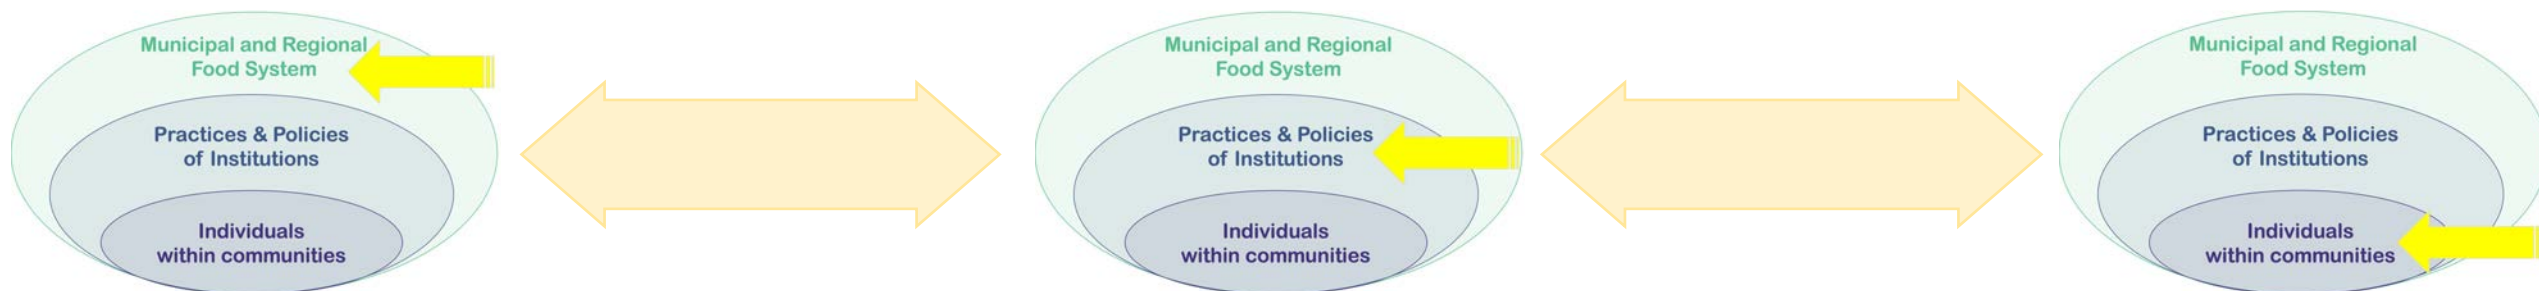 Municipal and Regional
Food System
Practices & Policies
of Institutions
Individuals
within communities
Municipal and Regional
Food System
Practices & Policies
of Institutions
Individuals
within communities
Municipal and Regional
Food System
Practices & Policies
of Institutions
Individuals
within communities